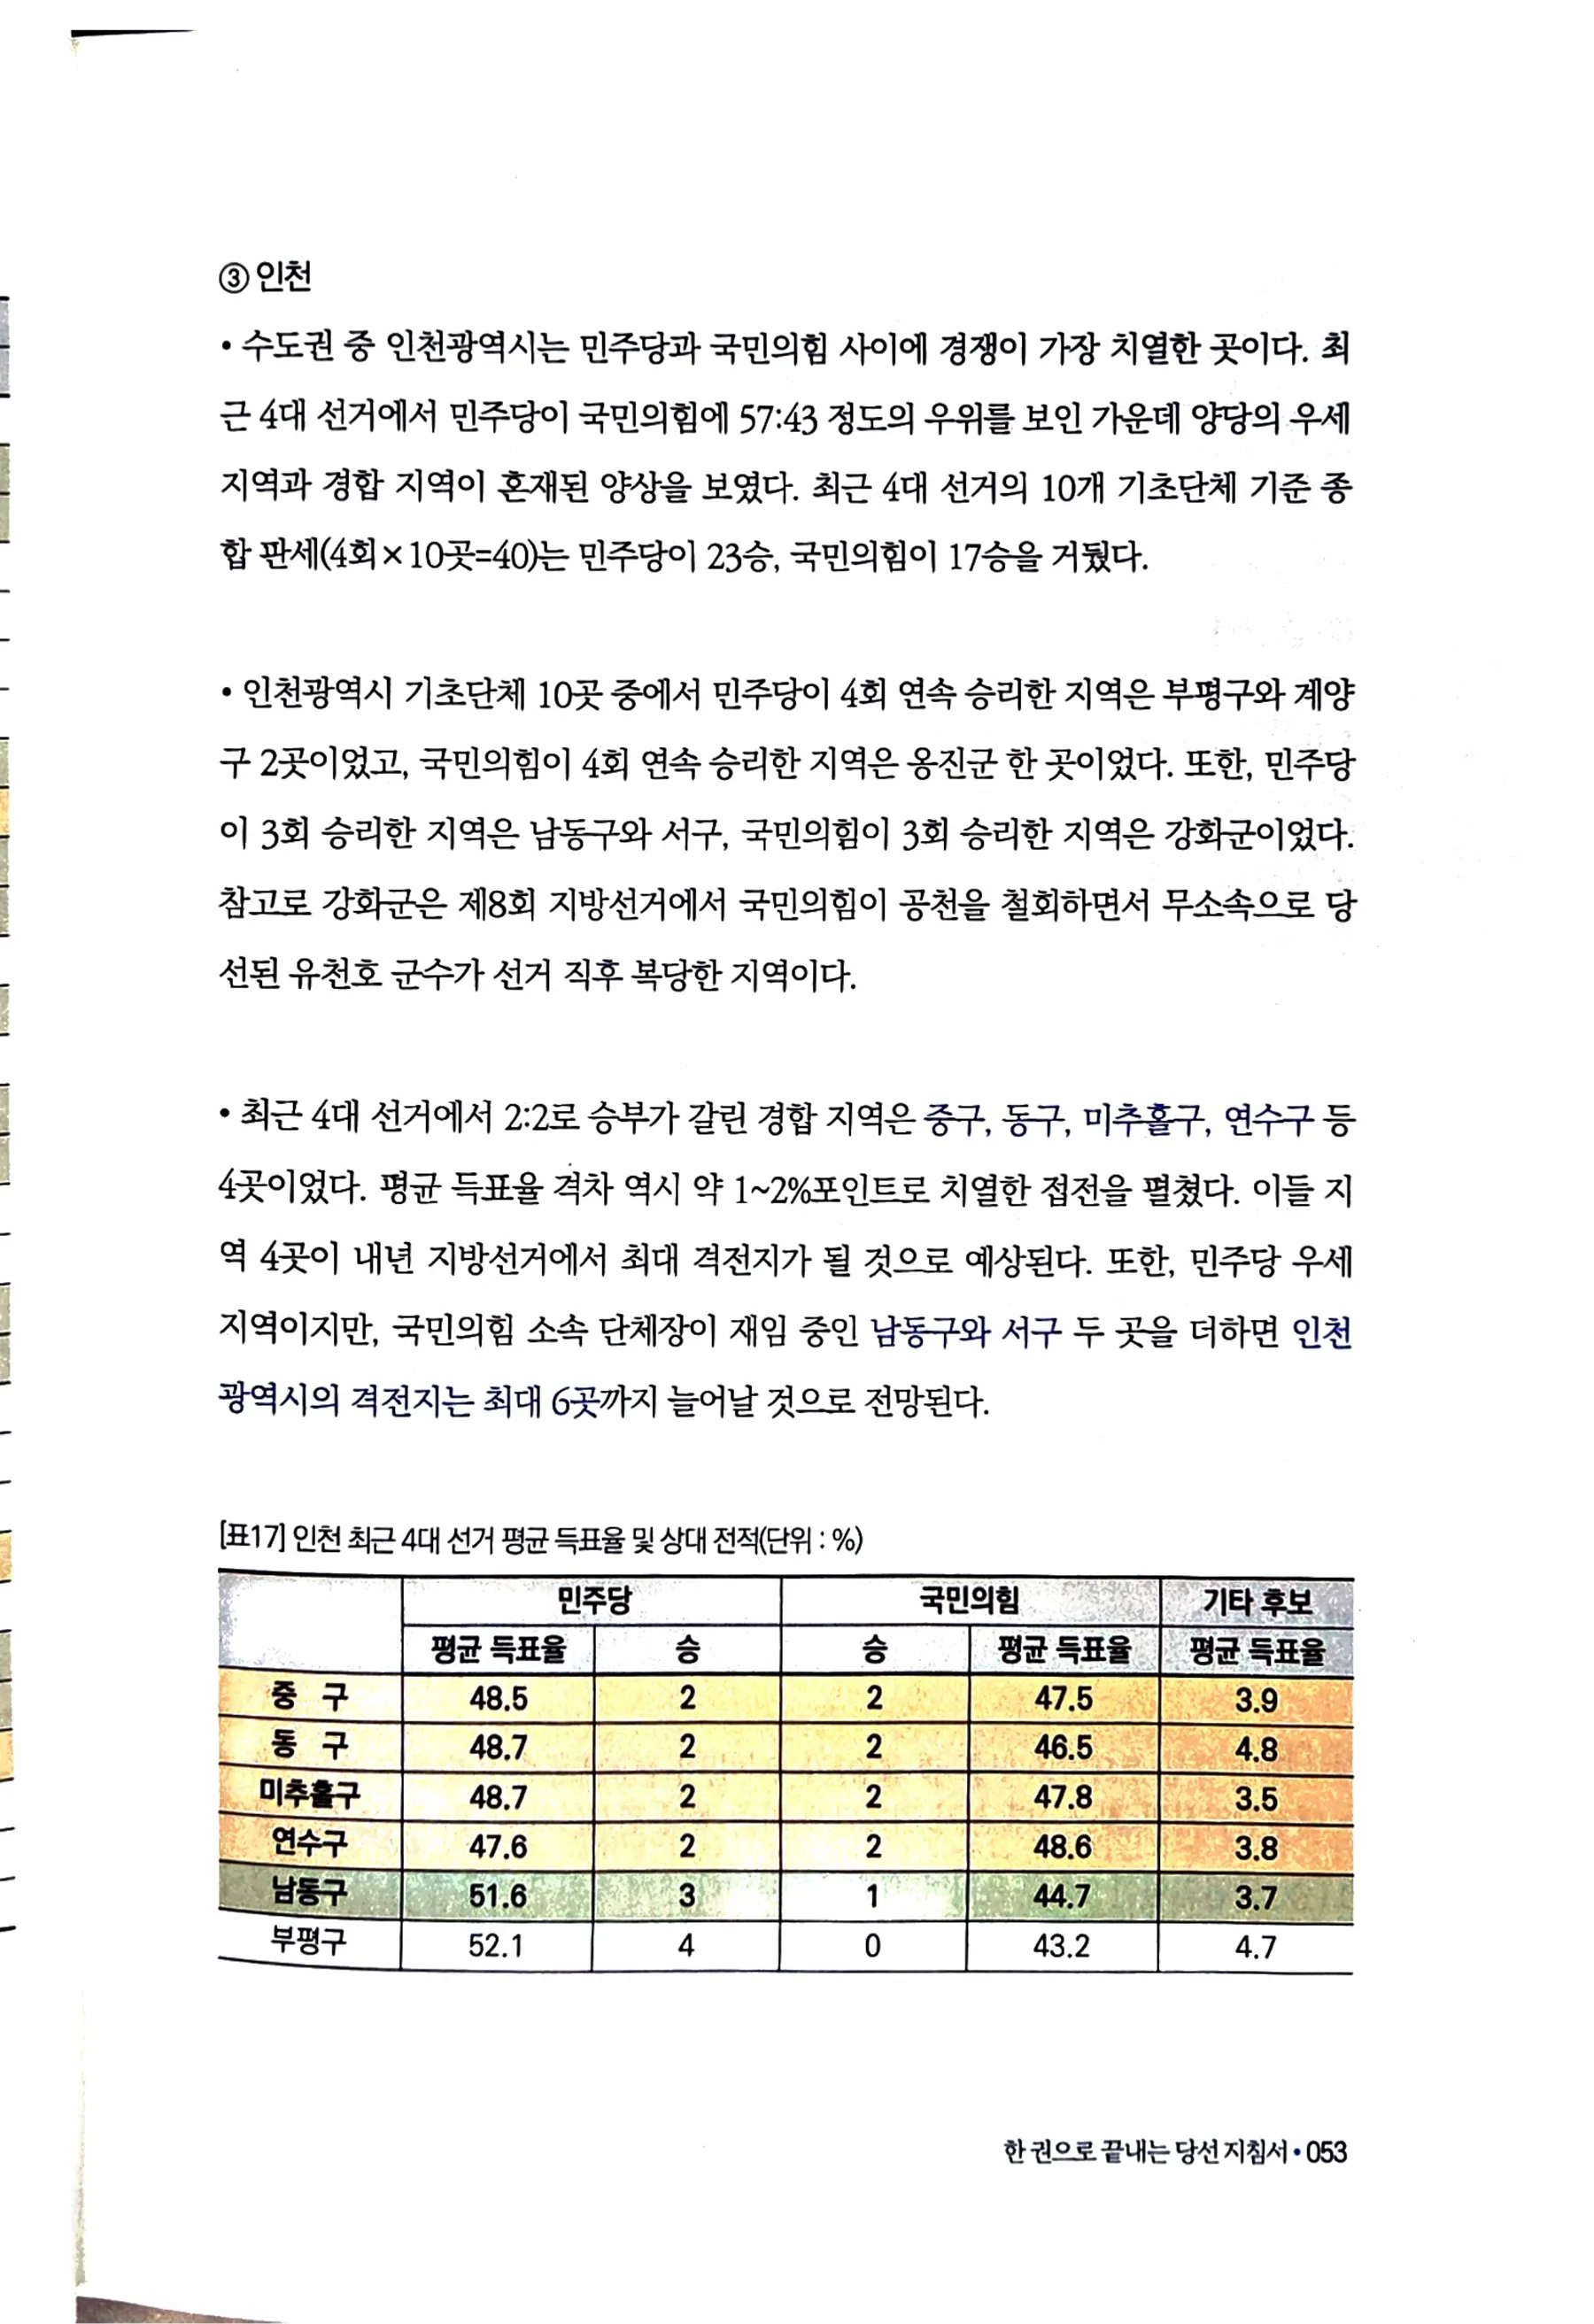 ③ 인천
• 수도권 중 인천광역시는 민주당과 국민의힘 사이에 경쟁이 가장 치열한 곳이다. 최
근 4대 선거에서 민주당이 국민의힘에 57:43 정도의 우위를 보인 가운데 양당의 우세
지역과 경합 지역이 혼재된 양상을 보였다. 최근 4대 선거의 10개 기초단체 기준 종
합 판세(4회×10곳=40)는 민주당이 23승, 국민의힘이 17승을 거뒀다.
• 인천광역시 기초단체 10곳 중에서 민주당이 4회 연속 승리한 지역은 부평구와 계양
구 2곳이었고, 국민의힘이 4회 연속 승리한 지역은 옹진군 한 곳이었다. 또한, 민주당
이 3회 승리한 지역은 남동구와 서구, 국민의힘이 3회 승리한 지역은 강화군이었다.
참고로 강화군은 제8회 지방선거에서 국민의힘이 공천을 철회하면서 무소속으로 당
선된 유천호 군수가 선거 직후 복당한 지역이다.
• 최근 4대 선거에서 2:2로 승부가 갈린 경합 지역은 중구, 동구, 미추홀구, 연수구 등
4곳이었다. 평균 득표율 격차 역시 약 1~2%포인트로 치열한 접전을 펼쳤다. 이들 지
역 4곳이 내년 지방선거에서 최대 격전지가 될 것으로 예상된다. 또한, 민주당 우세
지역이지만, 국민의힘 소속 단체장이 재임 중인 남동구와 서구 두 곳을 더하면 인천
광역시의 격전지는 최대 6곳까지 늘어날 것으로 전망된다.
[표17] 인천 최근 4대 선거 평균 득표율 및 상대 전적(단위 : %)
민주당 국민의힘 기타 후보
평균 득표율 승 승 평균 득표율 평균 득표율
중 구 48.5 2 2 47.5 3.9
동 구 48.7 2 2 46.5 4.8
미추홀구 48.7 2 2 47.8 3.5
연수구 47.6 2 2 48.6 3.8
남동구 51.6 3 1 44.7 3.7
부평구 52.1 4 0 43.2 4.7
한 권으로 끝내는 당선 지침서 • 053